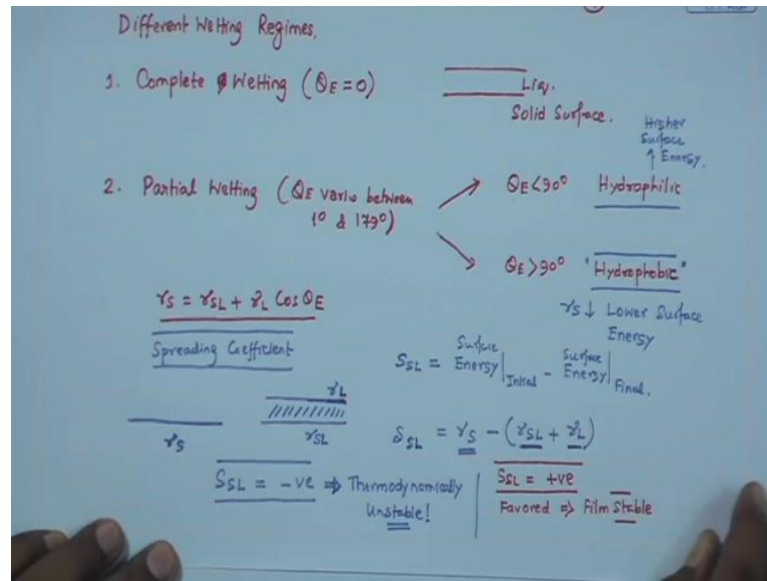 Different Wetting Regimes.
1. Complete Wetting (θE = 0)
Liq.
Solid Surface.
Higher
Surface
↑ Energy.
2. Partial Wetting (θE varies between
1° & 179°)
θE < 90° Hydrophilic
θE > 90° "Hydrophobic"
γS ↓ Lower Surface
Energy
γS = γSL + γL Cos θE
Spreading Coefficient
SSL = Surface Energy|Initial - Surface Energy|Final.
γL
γS
γSL
SSL = γS - (γSL + γL)
SSL = -ve ⇒ Thermodynamically
Unstable!
SSL = +ve
Favored ⇒ Film Stable